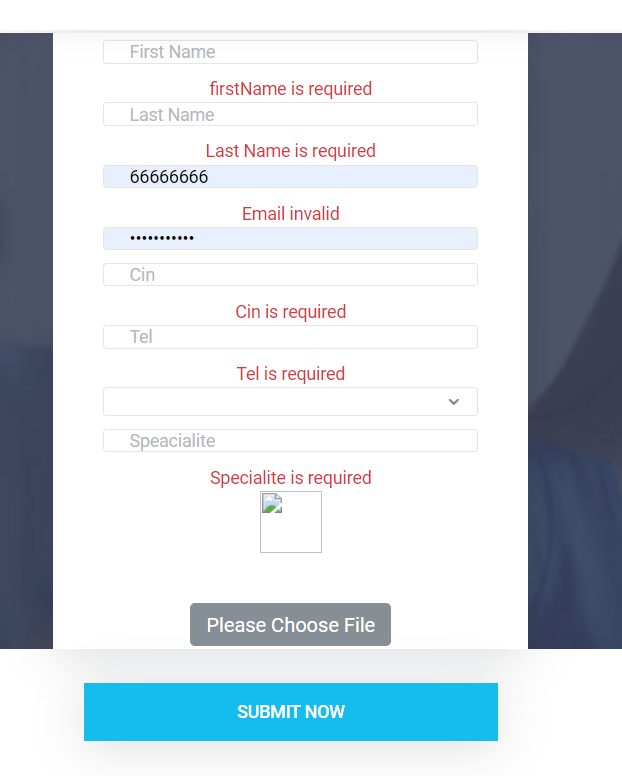 First Name
firstName is required
Last Name
Last Name is required
66666666
Email invalid
•••••••••••
Cin
Cin is required
Tel
Tel is required
Speacialite
Specialite is required
Please Choose File
SUBMIT NOW